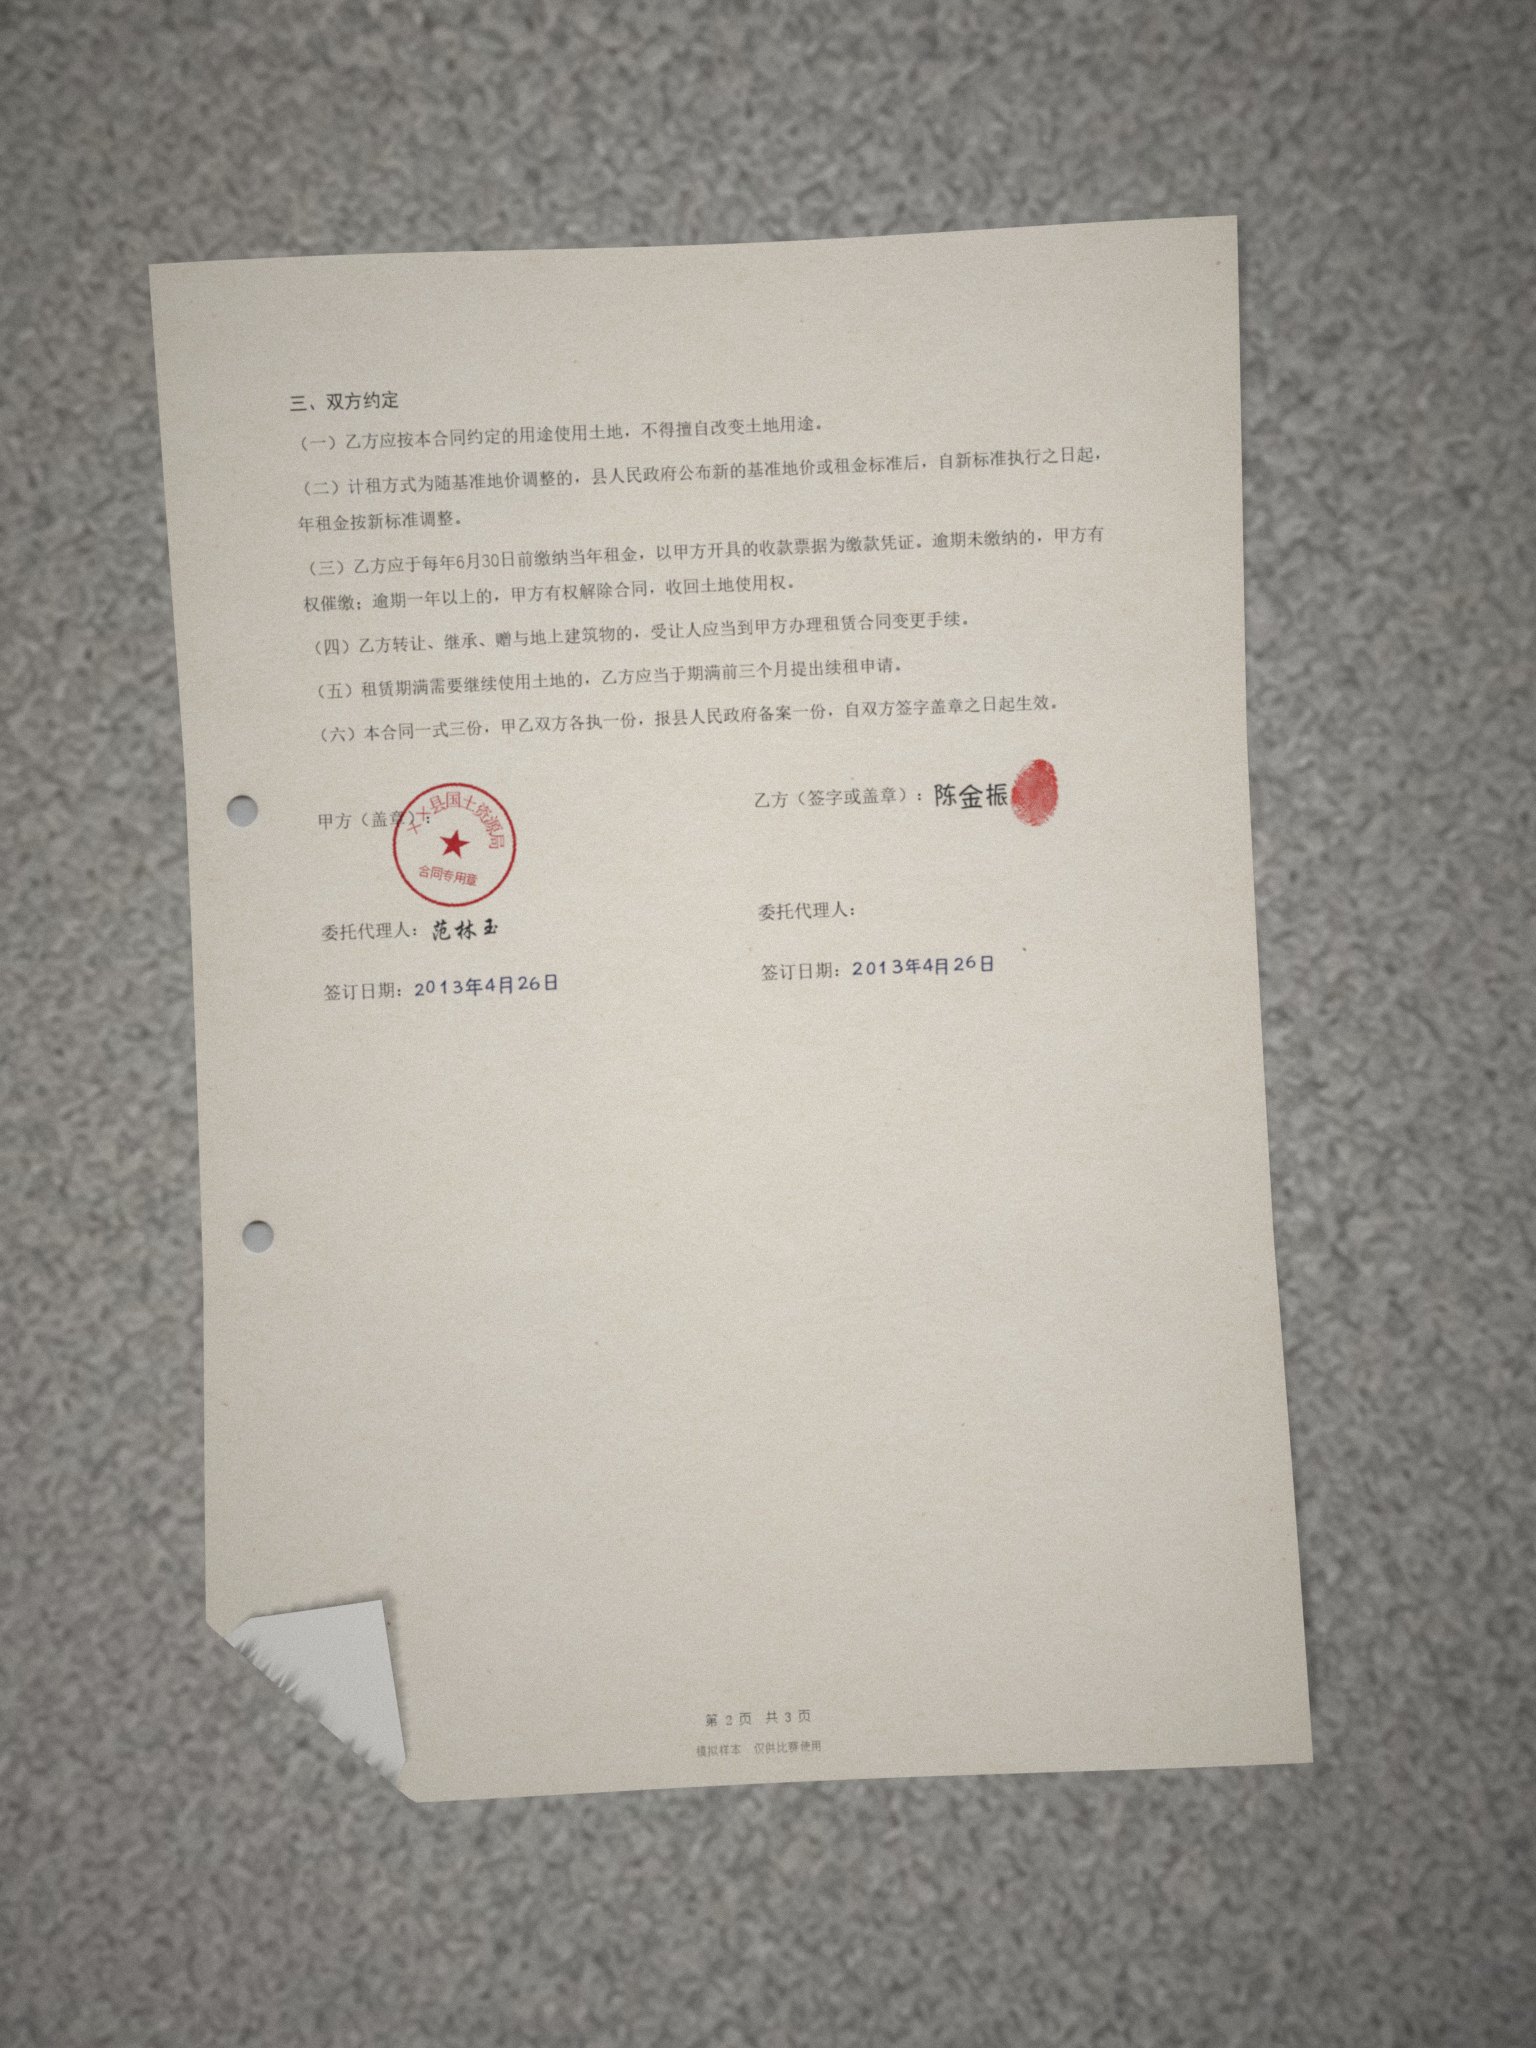 三、双方约定
（一）乙方应按本合同约定的用途使用土地，不得擅自改变土地用途。
（二）计租方式为随基准地价调整的，县人民政府公布新的基准地价或租金标准后，自新标准执行之日起，
年租金按新标准调整。
（三）乙方应于每年6月30日前缴纳当年租金，以甲方开具的收款票据为缴款凭证。逾期未缴纳的，甲方有
权催缴；逾期一年以上的，甲方有权解除合同，收回土地使用权。
（四）乙方转让、继承、赠与地上建筑物的，受让人应当到甲方办理租赁合同变更手续。
（五）租赁期满需要继续使用土地的，乙方应当于期满前三个月提出续租申请。
（六）本合同一式三份，甲乙双方各执一份，报县人民政府备案一份，自双方签字盖章之日起生效。
甲方（盖章）：
××县国土资源局
合同专用章
乙方（签字或盖章）：陈金振
委托代理人：范林玉
委托代理人：
签订日期：2013年4月26日
签订日期：2013年4月26日
第 2 页 共 3 页
模拟样本 仅供比赛使用